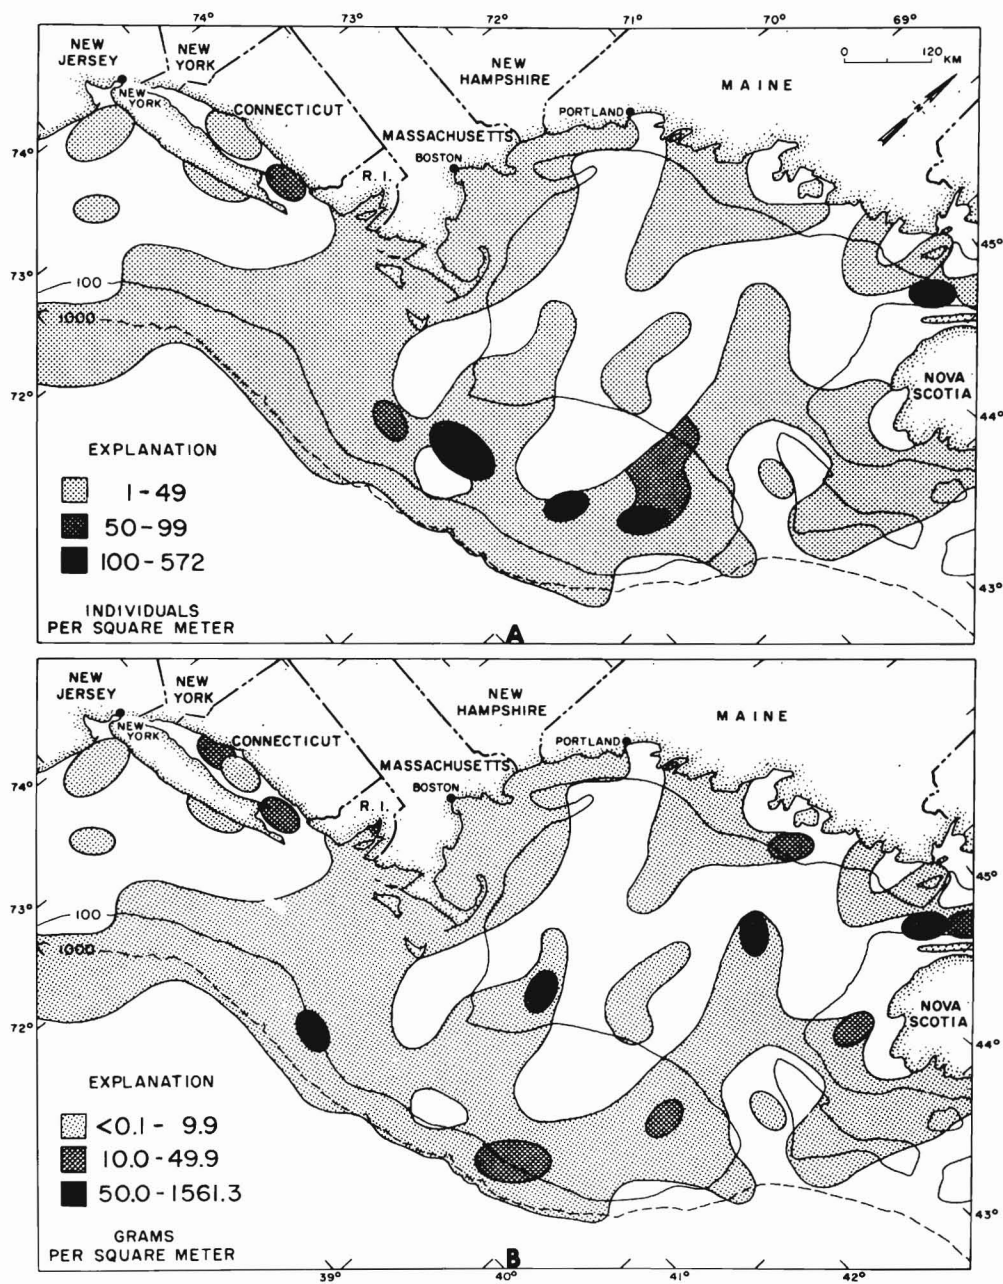 74° 73° 72° 71° 70° 69°
NEW JERSEY
NEW YORK
NEW YORK
CONNECTICUT
NEW HAMPSHIRE
MAINE
0 120 KM
PORTLAND
MASSACHUSETTS
BOSTON
R. I.
74°
73°
72°
45°
44°
43°
100
1000
NOVA SCOTIA
EXPLANATION
1-49
50-99
100-572
INDIVIDUALS
PER SQUARE METER
A
NEW JERSEY
NEW YORK
NEW YORK
CONNECTICUT
NEW HAMPSHIRE
MAINE
PORTLAND
MASSACHUSETTS
BOSTON
R. I.
74°
73°
72°
45°
44°
43°
100
1000
NOVA SCOTIA
EXPLANATION
<0.1 - 9.9
10.0-49.9
50.0-1561.3
GRAMS
PER SQUARE METER
B
39° 40° 41° 42°